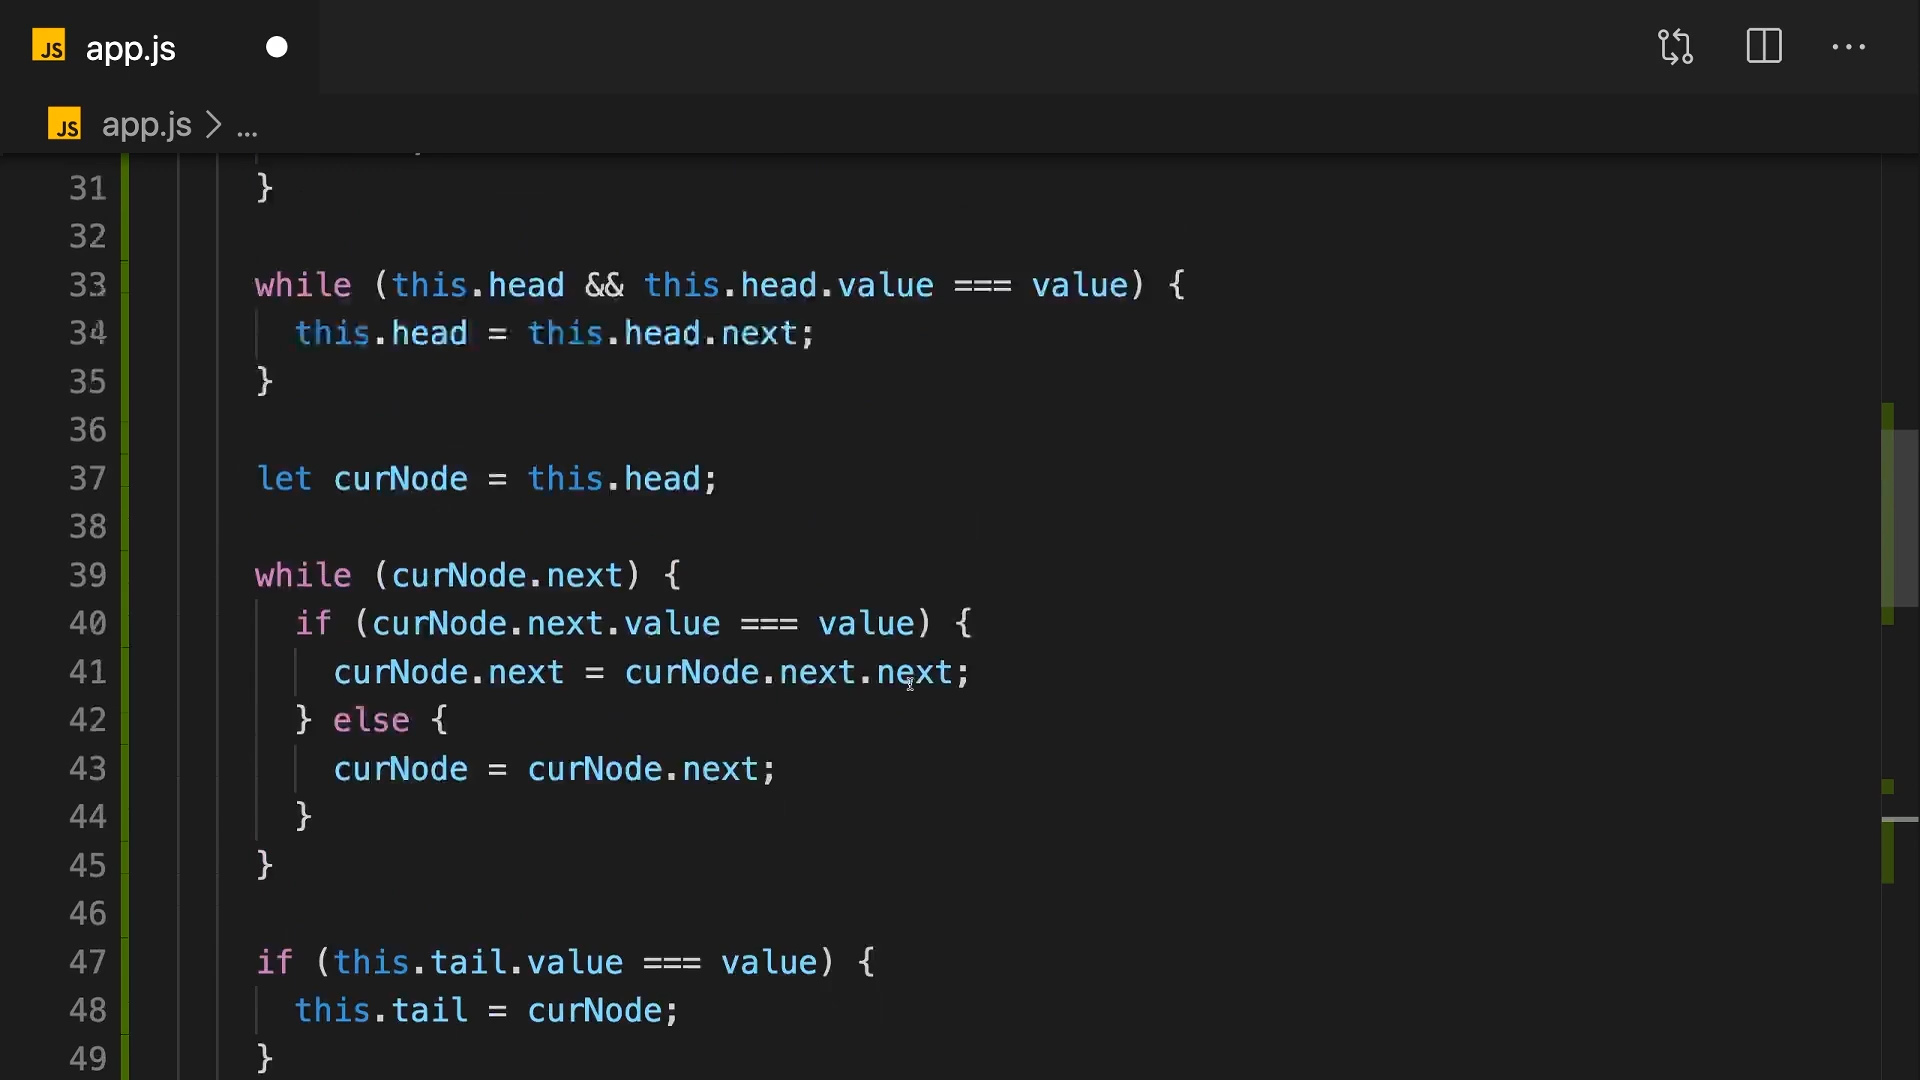 JS app.js
JS app.js > ...
31 }
32
33 while (this.head && this.head.value === value) {
34 this.head = this.head.next;
35 }
36
37 let curNode = this.head;
38
39 while (curNode.next) {
40 if (curNode.next.value === value) {
41 curNode.next = curNode.next.next;
42 } else {
43 curNode = curNode.next;
44 }
45 }
46
47 if (this.tail.value === value) {
48 this.tail = curNode;
49 }